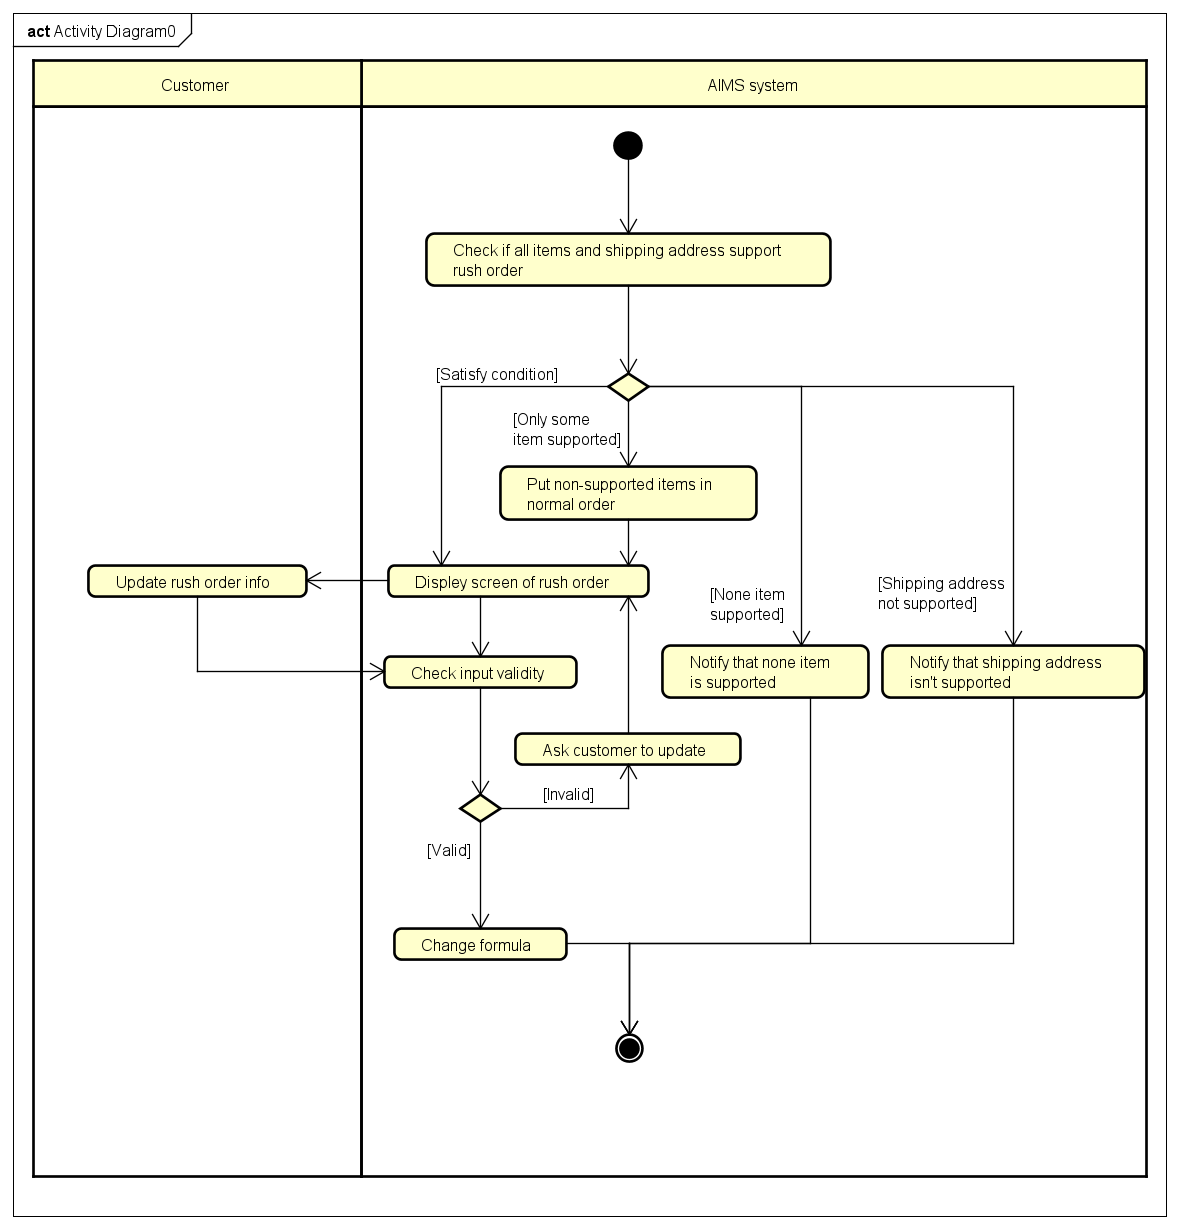 act Activity Diagram0
Customer
AIMS system
Check if all items and shipping address support
rush order
[Satisfy condition]
[Only some
item supported]
Put non-supported items in
normal order
Update rush order info
Display screen of rush order
[None item
supported]
[Shipping address
not supported]
Check input validity
Notify that none item
is supported
Notify that shipping address
isn't supported
Ask customer to update
[Invalid]
[Valid]
Change formula